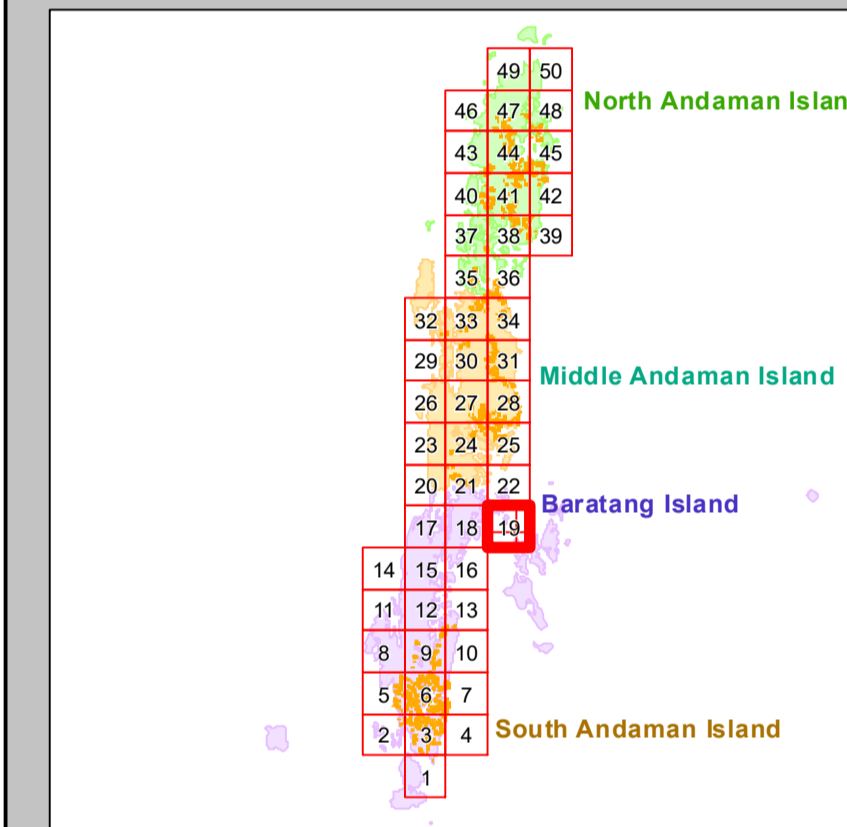 49 50
North Andaman Islan
46 47 48
43 44 45
40 41 42
37 38 39
35 36
32 33 34
29 30 31
Middle Andaman Island
26 27 28
23 24 25
20 21 22
Baratang Island
17 18 19
14 15 16
11 12 13
8 9 10
5 6 7
South Andaman Island
2 3 4
1